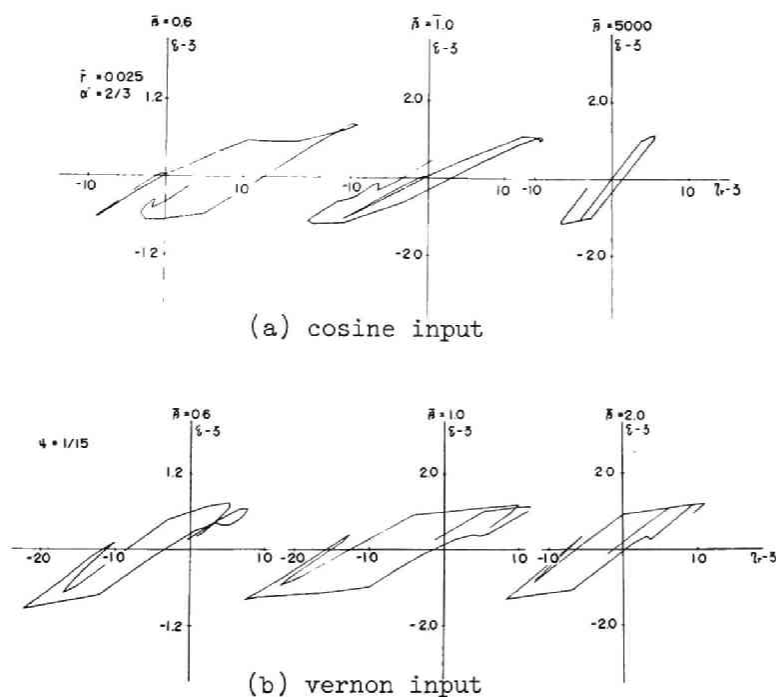 β̄ = 0.6
β̄ = 1.0
β̄ = 5000
ξ-3
ξ-3
ξ-3
r̄ = 0.025
α = 2/3
1.2
2.0
2.0
-10
10
-10
10
-10
10
ηr-3
-1.2
-2.0
-2.0
(a) cosine input
β̄ = 0.6
β̄ = 1.0
β̄ = 2.0
ξ-3
ξ-3
ξ-3
ψ = 1/15
1.2
2.0
2.0
-20
-10
10
-20
-10
10
-10
10
ηr-3
-1.2
-2.0
-2.0
(b) vernon input